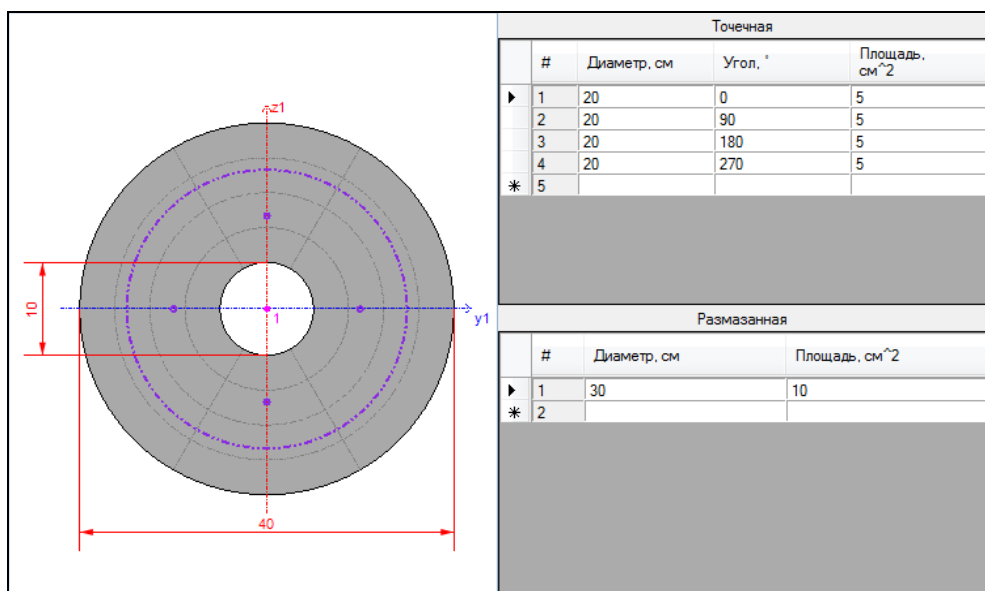 z1
10
1
y1
40
Точечная
# Диаметр, см Угол, ° Площадь, см^2
1 20 0 5
2 20 90 5
3 20 180 5
4 20 270 5
5
Размазанная
# Диаметр, см Площадь, см^2
1 30 10
2